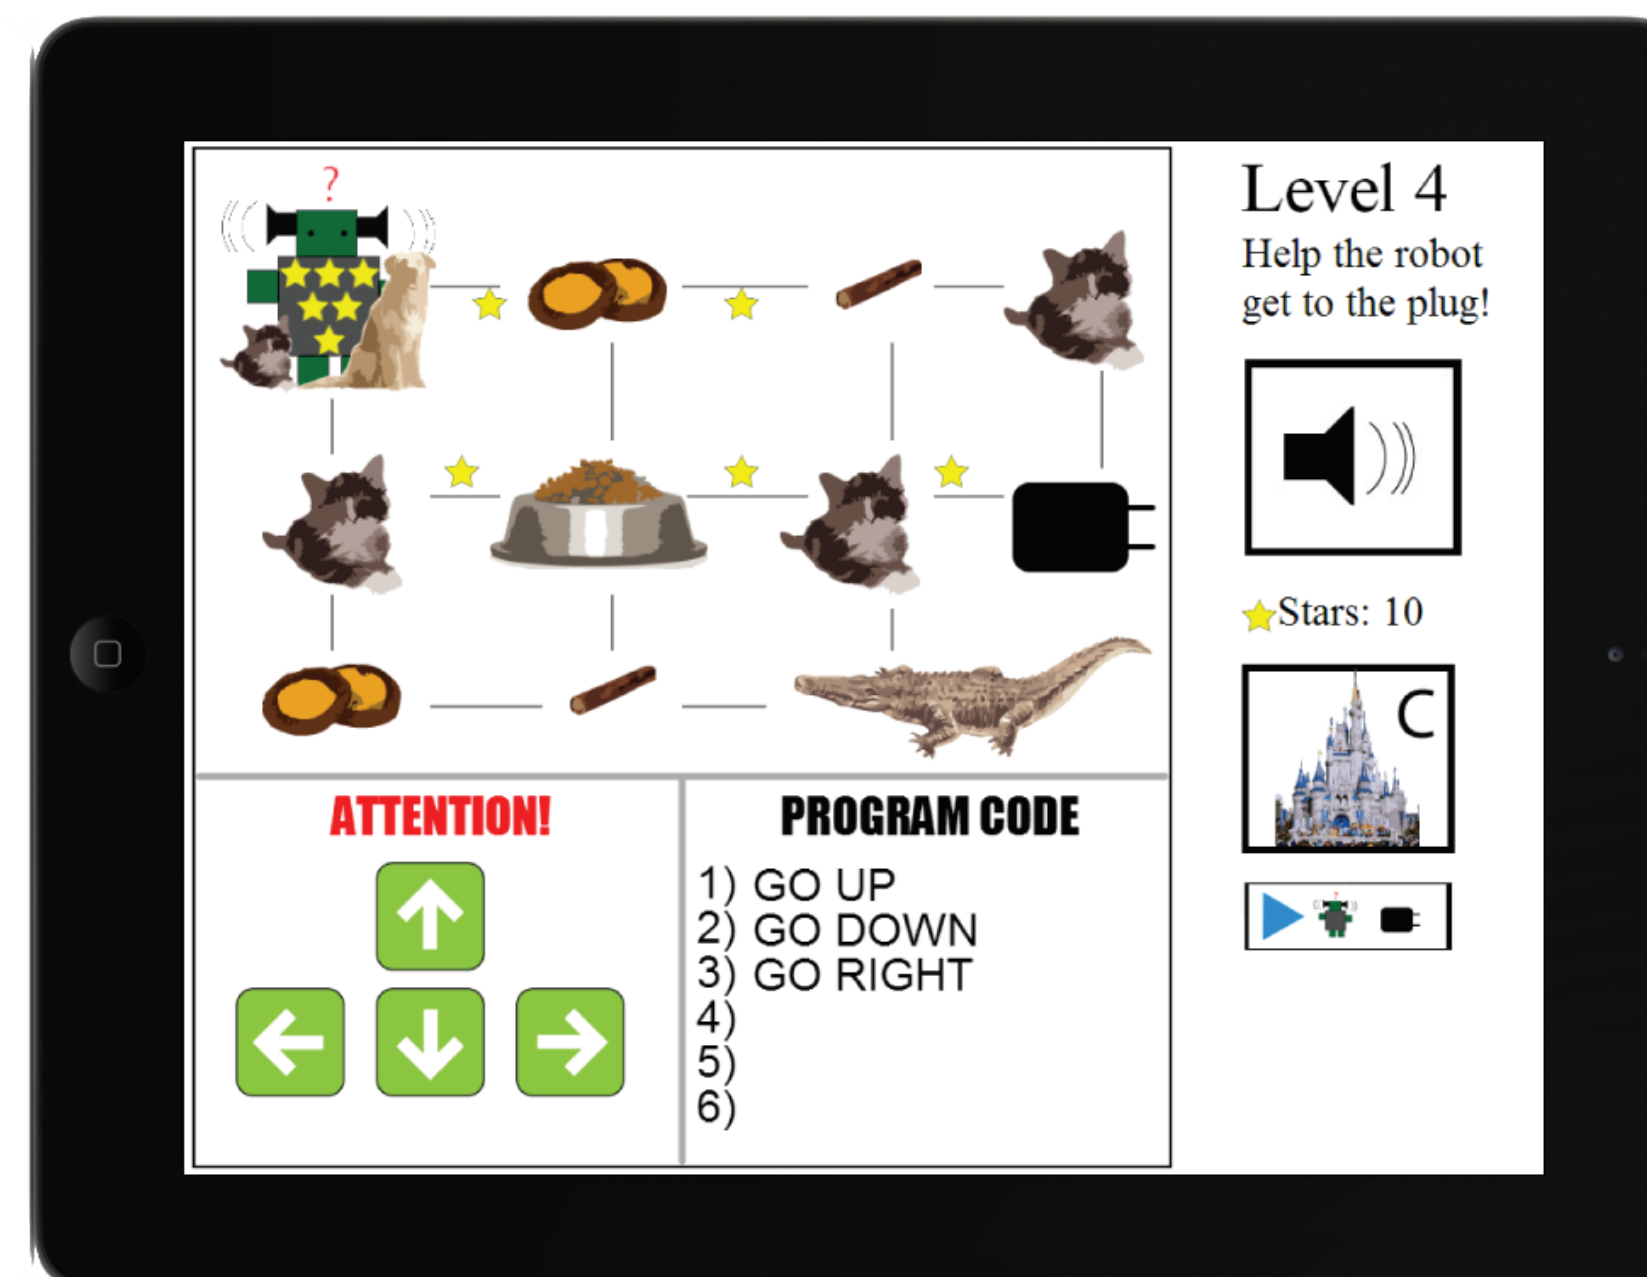 ?
Level 4
Help the robot
get to the plug!
Stars: 10
C
ATTENTION!
PROGRAM CODE
1) GO UP
2) GO DOWN
3) GO RIGHT
4)
5)
6)